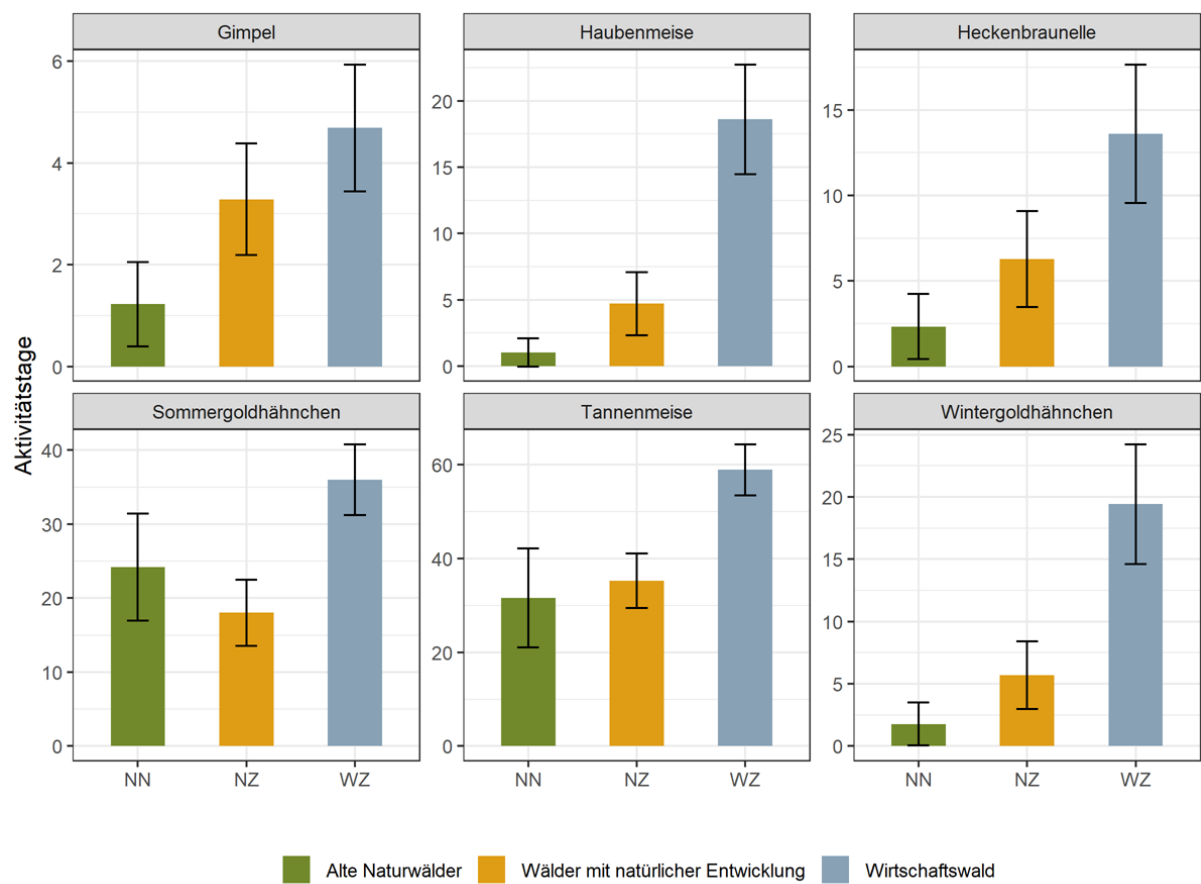 Gimpel
Haubenmeise
Heckenbraunelle
6
4
2
0
20
15
10
5
0
15
10
5
0
Aktivitätstage
Sommergoldhähnchen
Tannenmeise
Wintergoldhähnchen
40
30
20
10
0
60
40
20
0
25
20
15
10
5
0
NN NZ WZ
NN NZ WZ
NN NZ WZ
Alte Naturwälder Wälder mit natürlicher Entwicklung Wirtschaftswald